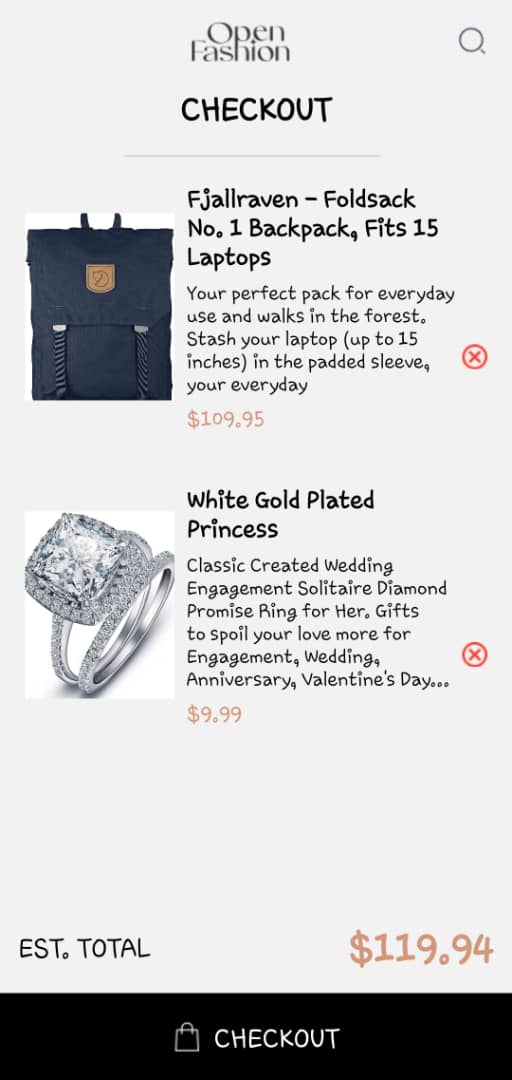 Open
Fashion
CHECKOUT
Fjallraven - Foldsack
No. 1 Backpack, Fits 15
Laptops
Your perfect pack for everyday
use and walks in the forest.
Stash your laptop (up to 15
inches) in the padded sleeve,
your everyday
$109.95
White Gold Plated
Princess
Classic Created Wedding
Engagement Solitaire Diamond
Promise Ring for Her. Gifts
to spoil your love more for
Engagement, Wedding,
Anniversary, Valentine's Day...
$9.99
EST. TOTAL $119.94
CHECKOUT